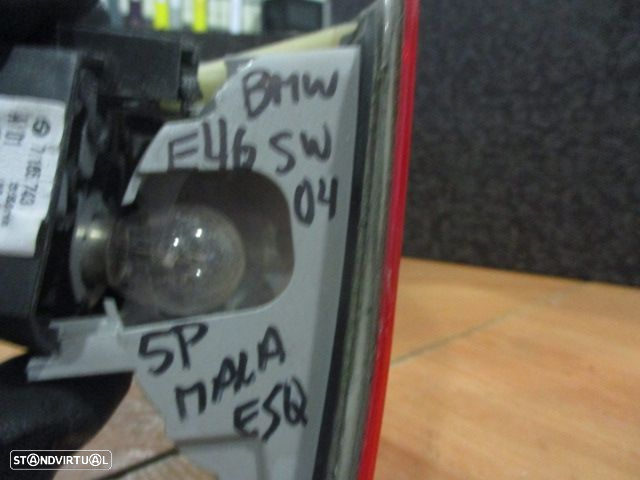 BMW
E46 SW
04
5P
MALA
ESQ
STANDVIRTUAL